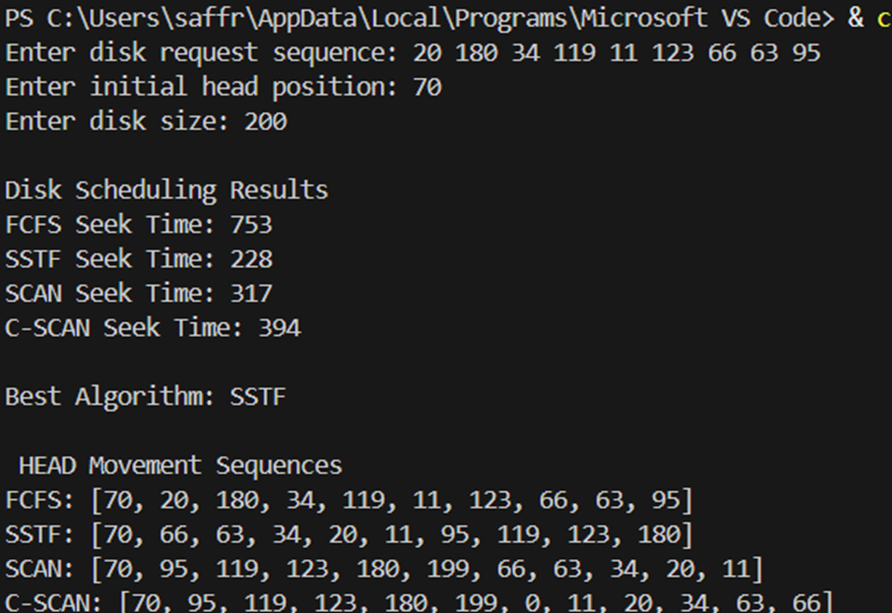 PS C:\Users\saffr\AppData\Local\Programs\Microsoft VS Code> & c
Enter disk request sequence: 20 180 34 119 11 123 66 63 95
Enter initial head position: 70
Enter disk size: 200
Disk Scheduling Results
FCFS Seek Time: 753
SSTF Seek Time: 228
SCAN Seek Time: 317
C-SCAN Seek Time: 394
Best Algorithm: SSTF
HEAD Movement Sequences
FCFS: [70, 20, 180, 34, 119, 11, 123, 66, 63, 95]
SSTF: [70, 66, 63, 34, 20, 11, 95, 119, 123, 180]
SCAN: [70, 95, 119, 123, 180, 199, 66, 63, 34, 20, 11]
C-SCAN: [70, 95, 119, 123, 180, 199, 0, 11, 20, 34, 63, 66]